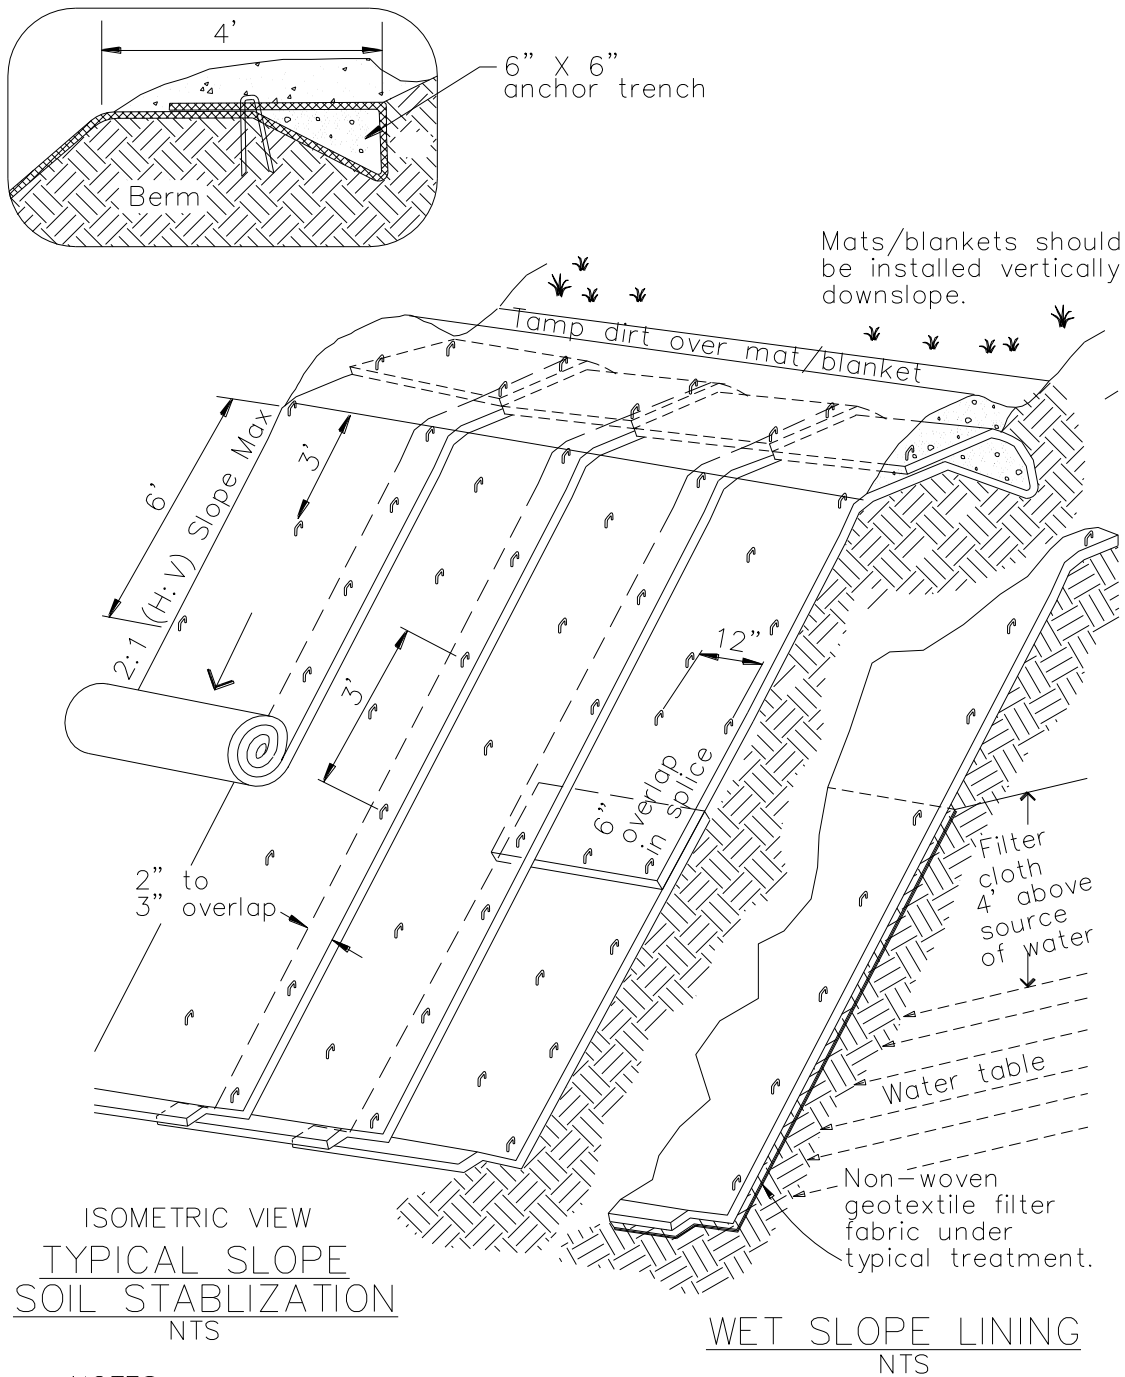 4'
6” X 6”
anchor trench
Berm
Mats/blankets should
be installed vertically
downslope.
Tamp dirt over mat/blanket
6'
3'
2:1 (H:V) Slope Max
3'
12”
6”
overlap
in splice
2” to
3” overlap
Filter
cloth
4' above
source
of water
Water table
Non-woven
geotextile filter
fabric under
typical treatment.
ISOMETRIC VIEW
TYPICAL SLOPE
SOIL STABLIZATION
NTS
WET SLOPE LINING
NTS